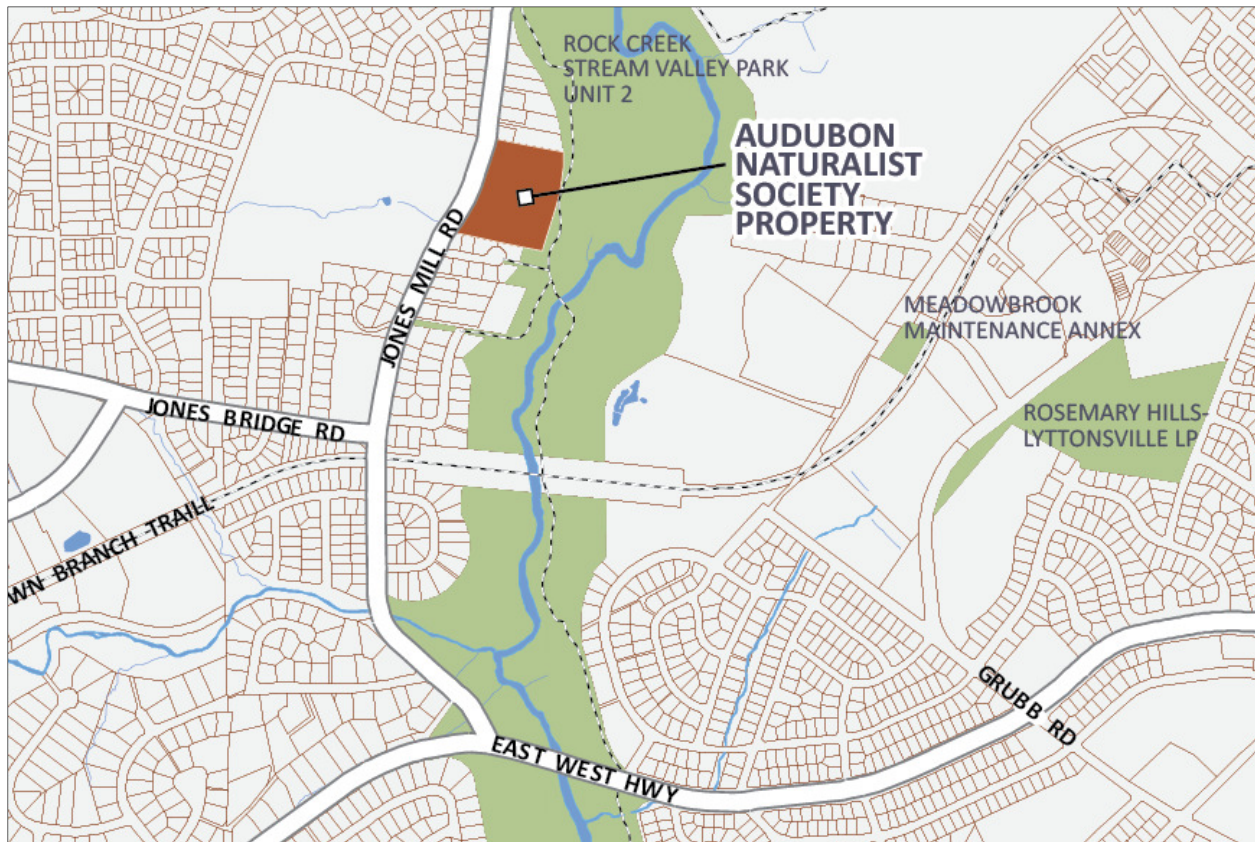 ROCK CREEK
STREAM VALLEY PARK
UNIT 2
AUDUBON
NATURALIST
SOCIETY
PROPERTY
JONES MILL RD
MEADOWBROOK
MAINTENANCE ANNEX
JONES BRIDGE RD
ROSEMARY HILLS-
LYTTONSVILLE LP
WN BRANCH TRAILL
GRUBB RD
EAST WEST HWY